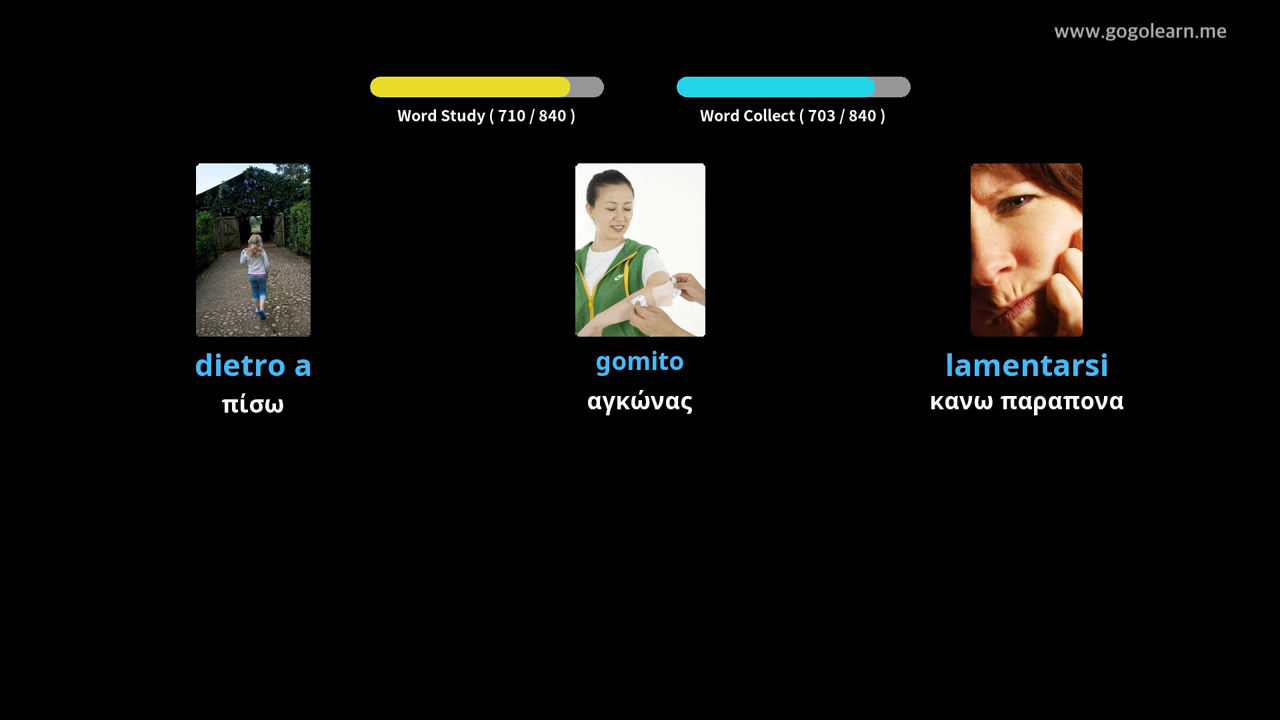 www.gogolearn.me
Word Study ( 710 / 840 )
Word Collect ( 703 / 840 )
dietro a
πίσω
gomito
αγκώνας
lamentarsi
κανω παραπονα